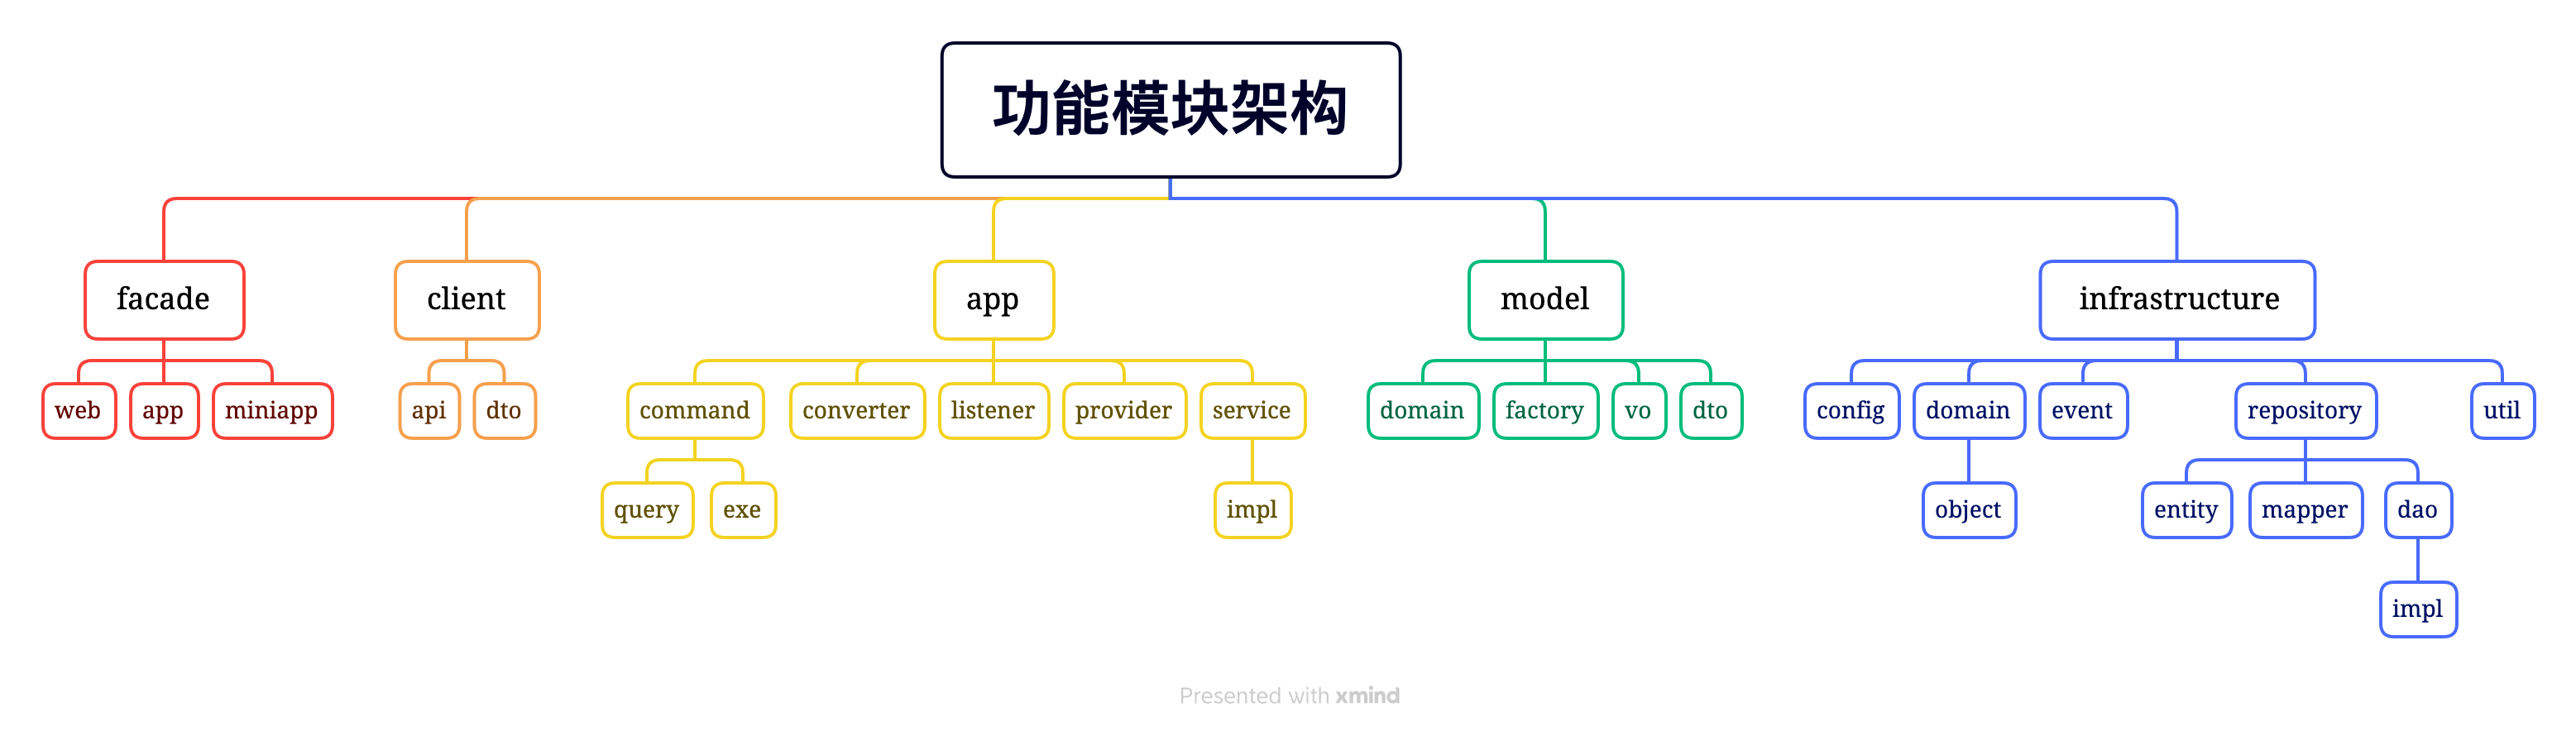 功能模块架构
facade
client
app
model
infrastructure
web
app
miniapp
api
dto
command
converter
listener
provider
service
domain
factory
vo
dto
config
domain
event
repository
util
query
exe
impl
object
entity
mapper
dao
impl
Presented with xmind